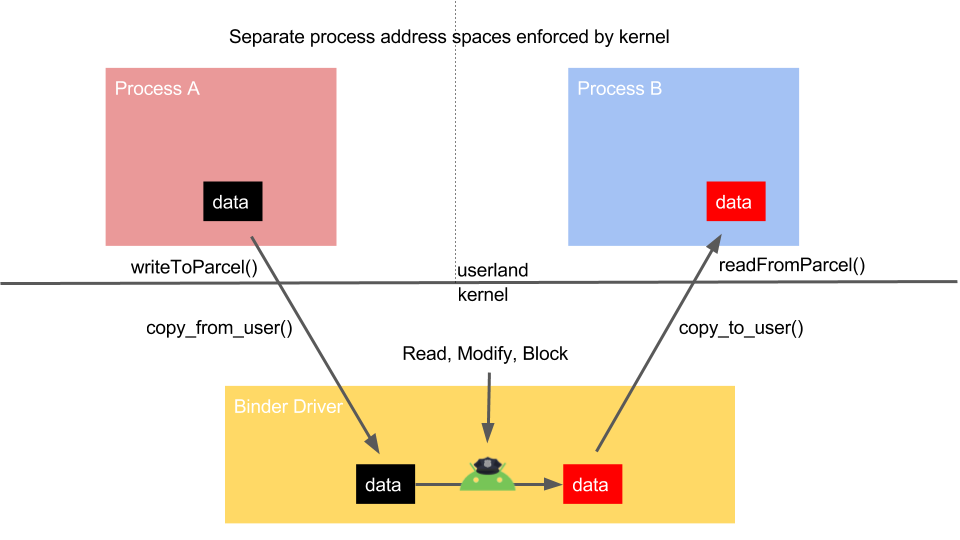 Separate process address spaces enforced by kernel
Process A
Process B
data
data
writeToParcel()
readFromParcel()
userland
kernel
copy_from_user()
copy_to_user()
Read, Modify, Block
Binder Driver
data
data